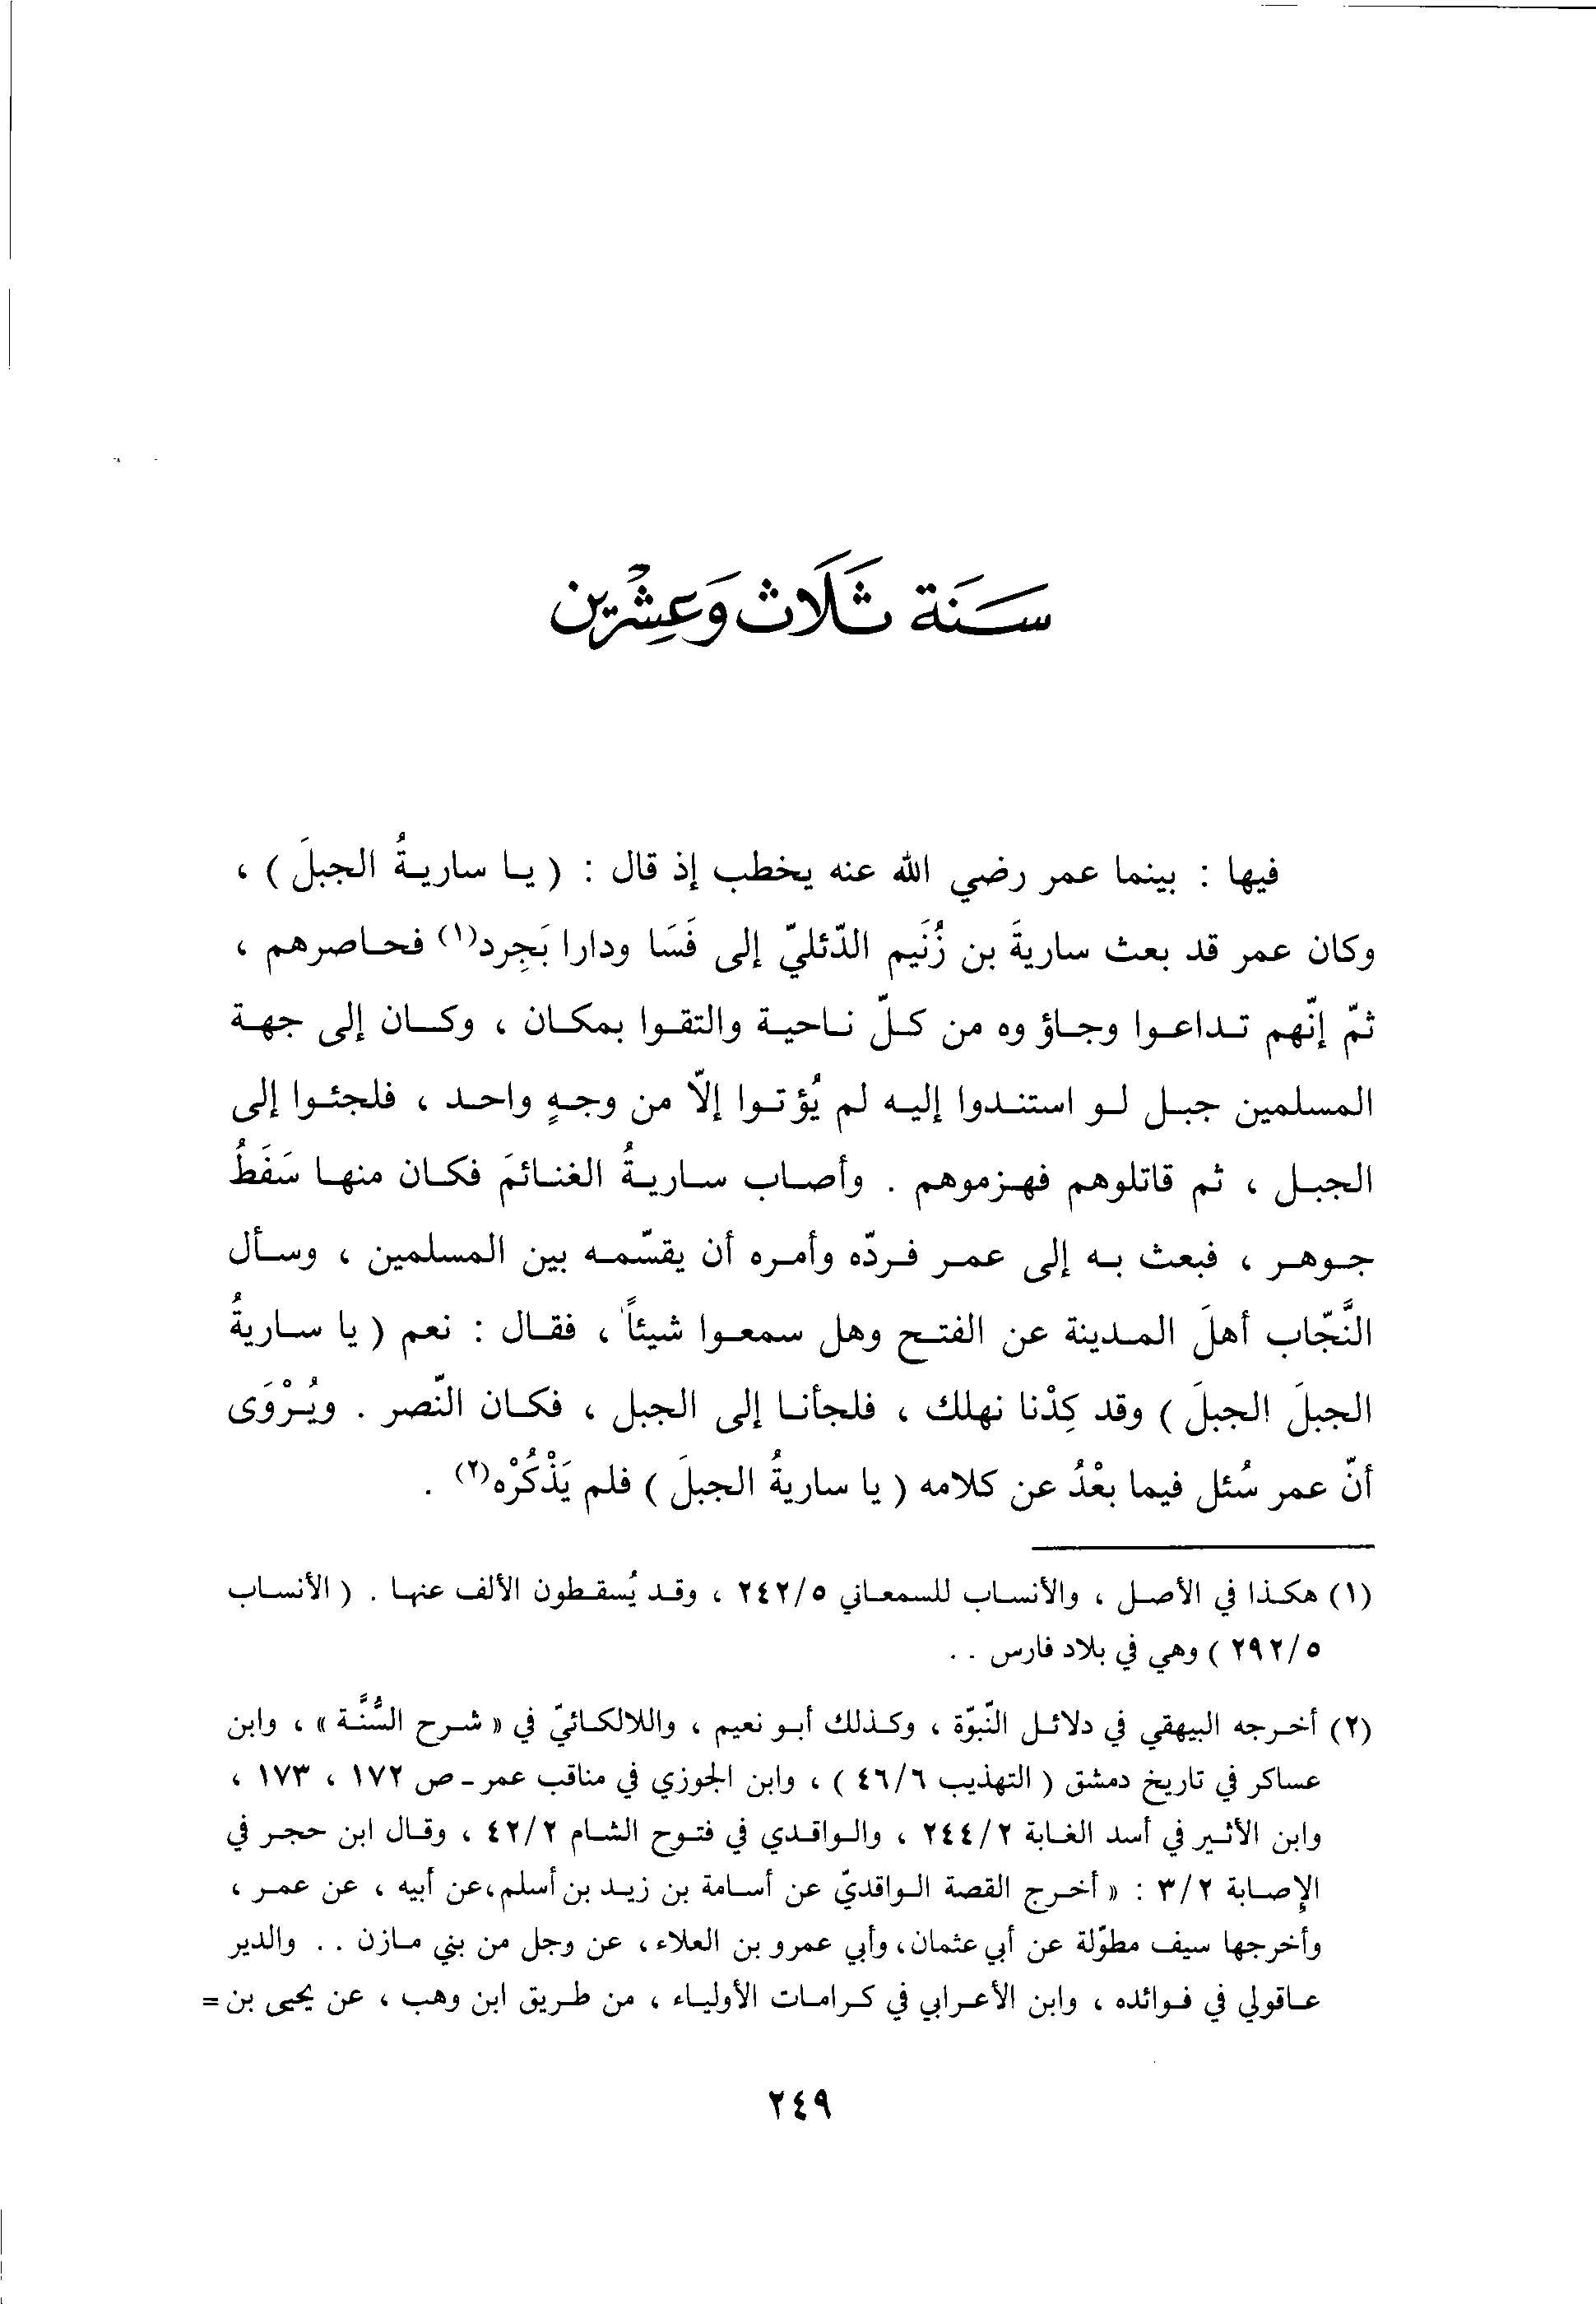 سَنَة ثَلَاث وَعِشْرِين
فيها : بينما عمر رضي الله عنه يخطب إذ قال : ( يا ساريةُ الجبلَ ) ،
وكان عمر قد بعث ساريةَ بن زُنَيم الدّئليّ إلى فَسَا ودارا بَجِرد(١) فحاصرهم ،
ثمّ إنّهم تداعوا وجاؤ وه من كلّ ناحية والتقوا بمكان ، وكان إلى جهة
المسلمين جبل لو استندوا إليه لم يُؤ توا إلاّ من وجهٍ واحد ، فلجئوا إلى
الجبل ، ثم قاتلوهم فهزموهم . وأصاب ساريةُ الغنائمَ فكان منها سَفَطُ
جوهر ، فبعث به إلى عمر فردّه وأمره أن يقسّمه بين المسلمين ، وسأل
النَّجّاب أهلَ المدينة عن الفتح وهل سمعوا شيئاً ، فقال : نعم ( يا ساريةُ
الجبلَ الجبلَ ) وقد كِدْنا نهلك ، فلجأنا إلى الجبل ، فكان النّصر . ويُرْوَى
أنّ عمر سُئل فيما بعْدُ عن كلامه ( يا ساريةُ الجبلَ ) فلم يَذْكُرْه(٢) .
(١) هكذا في الأصل ، والأنساب للسمعاني ٢٤٢/٥ ، وقد يُسقطون الألف عنها . ( الأنساب
٢٩٢/٥ ) وهي في بلاد فارس . .
(٢) أخرجه البيهقي في دلائل النّبوّة ، وكذلك أبو نعيم ، واللالكائيّ في « شرح السُّنَّة » ، وابن
عساكر في تاريخ دمشق ( التهذيب ٤٦/٦ ) ، وابن الجوزي في مناقب عمر ـ ص ١٧٢ ، ١٧٣ ،
وابن الأثير في أسد الغابة ٢٤٤/٢ ، والواقدي في فتوح الشام ٤٢/٢ ، وقال ابن حجر في
الإصابة ٣/٢ : « أخرج القصة الواقديّ عن أسامة بن زيد بن أسلم،عن أبيه ، عن عمر ،
وأخرجها سيف مطوّلة عن أبي عثمان، وأبي عمرو بن العلاء، عن وجل من بني مازن . . والدير
عاقولي في فوائده ، وابن الأعرابي في كرامات الأولياء ، من طريق ابن وهب ، عن يحيى بن =
٢٤٩